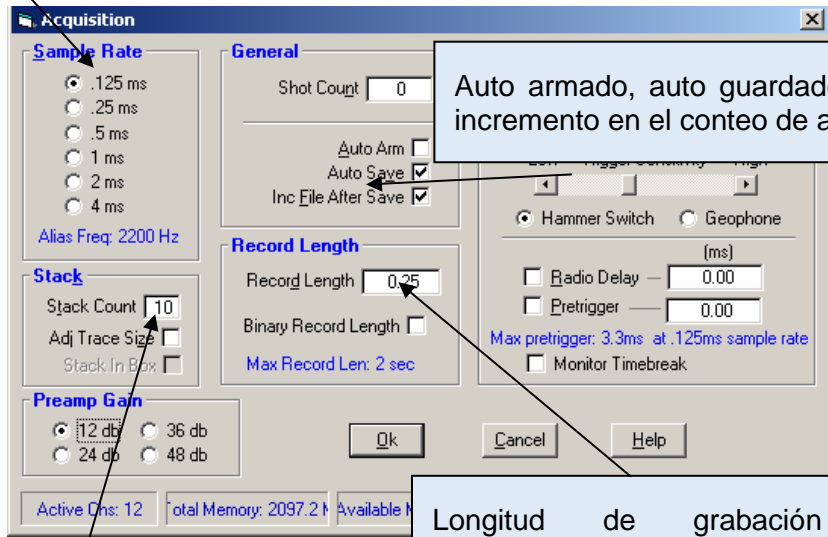 Acquisition
Sample Rate
.125 ms
.25 ms
.5 ms
1 ms
2 ms
4 ms
Alias Freq: 2200 Hz
General
Shot Count 0
Auto Arm
Auto Save
Inc File After Save
Auto armado, auto guardado
incremento en el conteo de a
Hammer Switch Geophone
(ms)
Radio Delay 0.00
Pretrigger 0.00
Max pretrigger: 3.3ms at .125ms sample rate
Monitor Timebreak
Stack
Stack Count 10
Adj Trace Size
Stack In Box
Record Length
Record Length 0.25
Binary Record Length
Max Record Len: 2 sec
Preamp Gain
12 db 36 db
24 db 48 db
Ok Cancel Help
Active Chs: 12 Total Memory: 2097.2 Available
Longitud de grabación